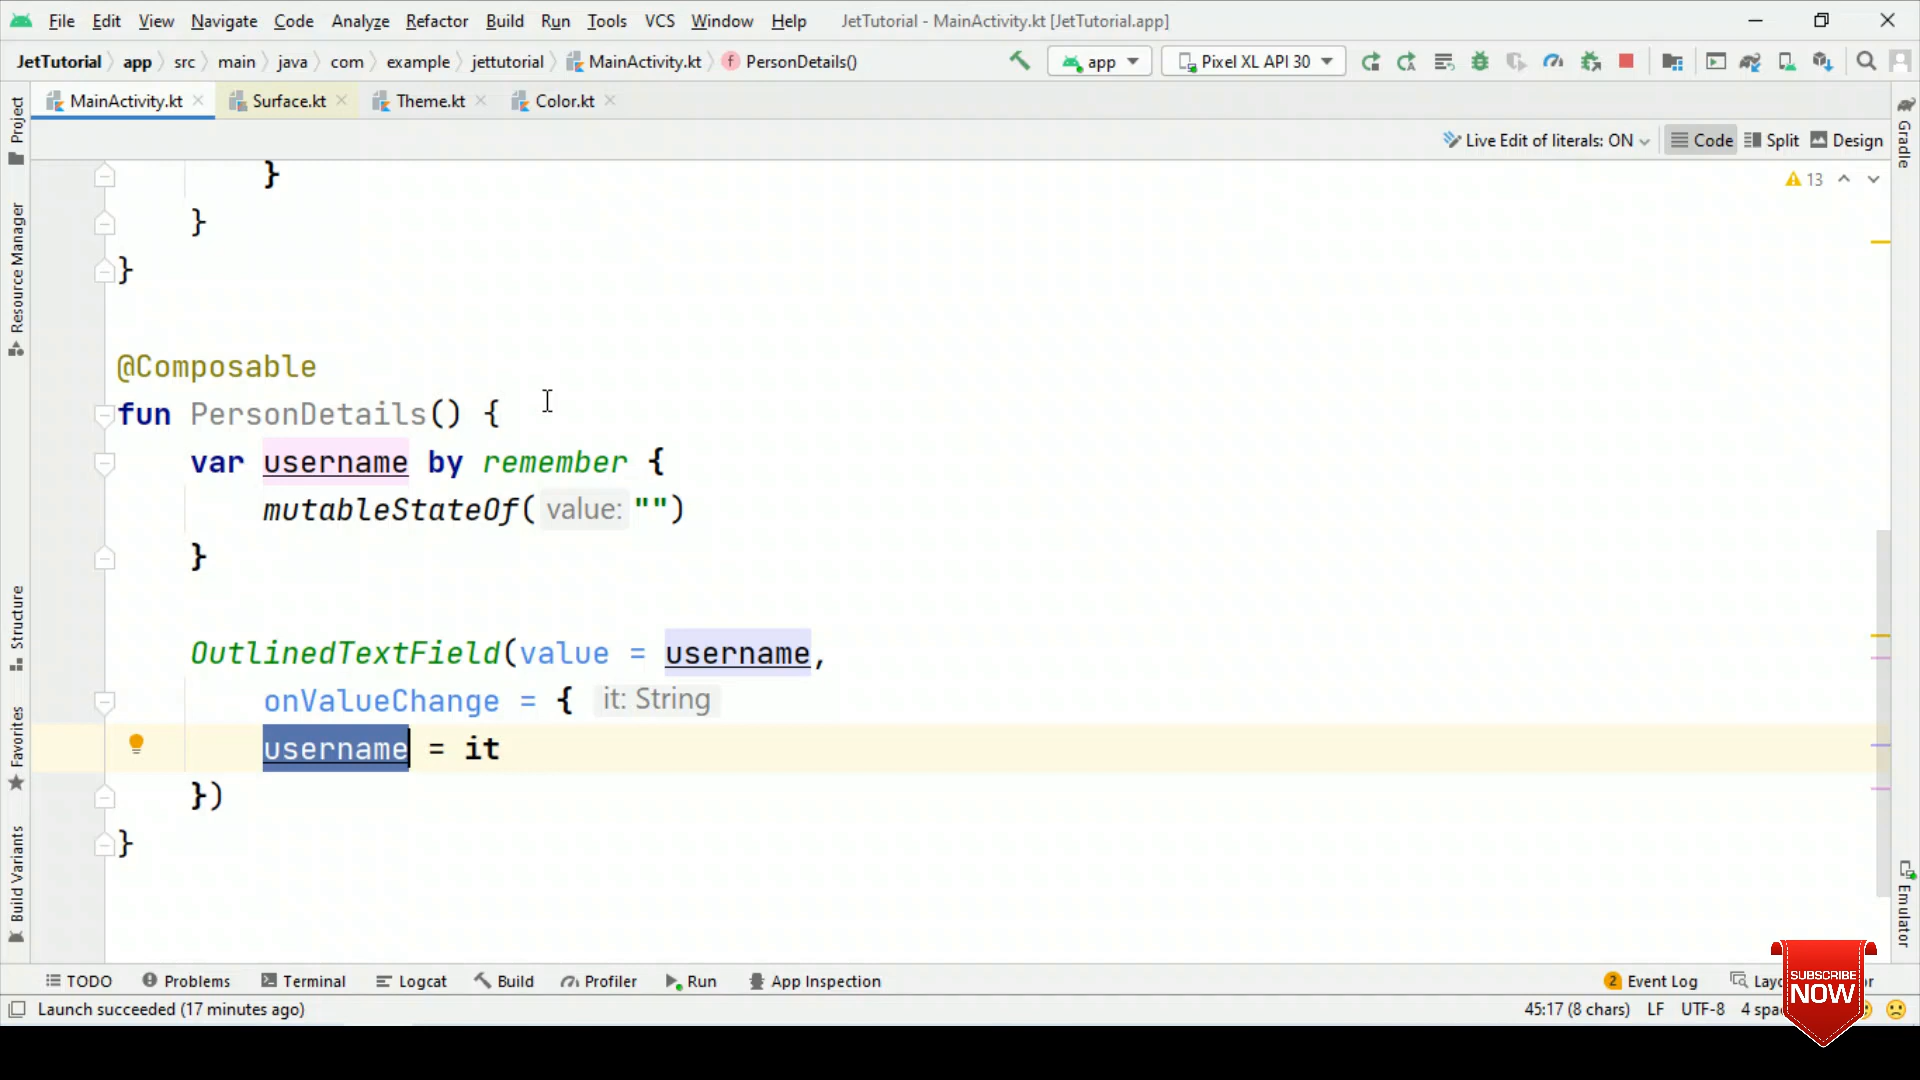 File Edit View Navigate Code Analyze Refactor Build Run Tools VCS Window Help JetTutorial - MainActivity.kt [JetTutorial.app]
JetTutorial app src main java com example jettutorial MainActivity.kt PersonDetails() app Pixel XL API 30
MainActivity.kt Surface.kt Theme.kt Color.kt
Live Edit of literals: ON Code Split Design
13
}
}
}
@Composable
fun PersonDetails() {
var username by remember {
mutableStateOf( value: "")
}
OutlinedTextField(value = username,
onValueChange = { it: String
username = it
})
}
Project
Resource Manager
Structure
Favorites
Build Variants
Gradle
Emulator
TODO Problems Terminal Logcat Build Profiler Run App Inspection 2 Event Log
Launch succeeded (17 minutes ago) 45:17 (8 chars) LF UTF-8 4
SUBSCRIBE
NOW